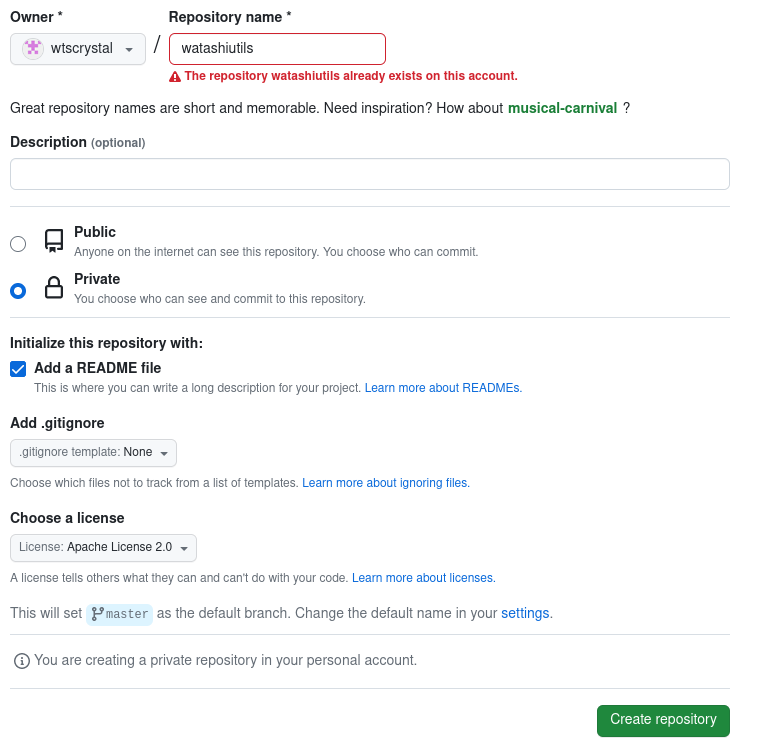 Owner * Repository name *
wtscrystal / watashiutils
The repository watashiutils already exists on this account.
Great repository names are short and memorable. Need inspiration? How about musical-carnival ?
Description (optional)
Public
Anyone on the internet can see this repository. You choose who can commit.
Private
You choose who can see and commit to this repository.
Initialize this repository with:
Add a README file
This is where you can write a long description for your project. Learn more about READMEs.
Add .gitignore
.gitignore template: None
Choose which files not to track from a list of templates. Learn more about ignoring files.
Choose a license
License: Apache License 2.0
A license tells others what they can and can't do with your code. Learn more about licenses.
This will set master as the default branch. Change the default name in your settings.
You are creating a private repository in your personal account.
Create repository